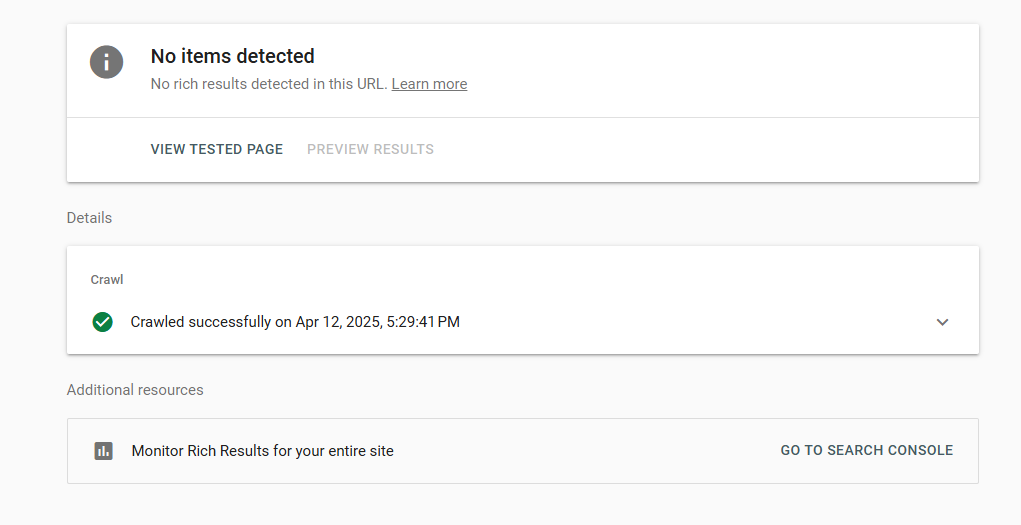 No items detected
No rich results detected in this URL. Learn more
VIEW TESTED PAGE PREVIEW RESULTS
Details
Crawl
Crawled successfully on Apr 12, 2025, 5:29:41 PM
Additional resources
Monitor Rich Results for your entire site GO TO SEARCH CONSOLE